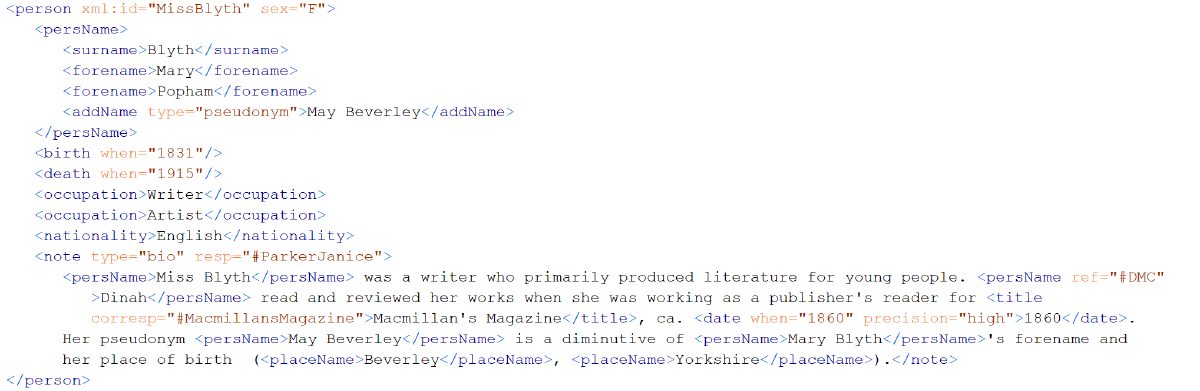 <person xml:id="MissBlyth" sex="F">
<persName>
<surname>Blyth</surname>
<forename>Mary</forename>
<forename>Popham</forename>
<addName type="pseudonym">May Beverley</addName>
</persName>
<birth when="1831"/>
<death when="1915"/>
<occupation>Writer</occupation>
<occupation>Artist</occupation>
<nationality>English</nationality>
<note type="bio" resp="#ParkerJanice">
<persName>Miss Blyth</persName> was a writer who primarily produced literature for young people. <persName ref="#DMC"
>Dinah</persName> read and reviewed her works when she was working as a publisher's reader for <title
corresp="#MacmillansMagazine">Macmillan's Magazine</title>, ca. <date when="1860" precision="high">1860</date>.
Her pseudonym <persName>May Beverley</persName> is a diminutive of <persName>Mary Blyth</persName>'s forename and
her place of birth  (<placeName>Beverley</placeName>, <placeName>Yorkshire</placeName>).</note>
</person>